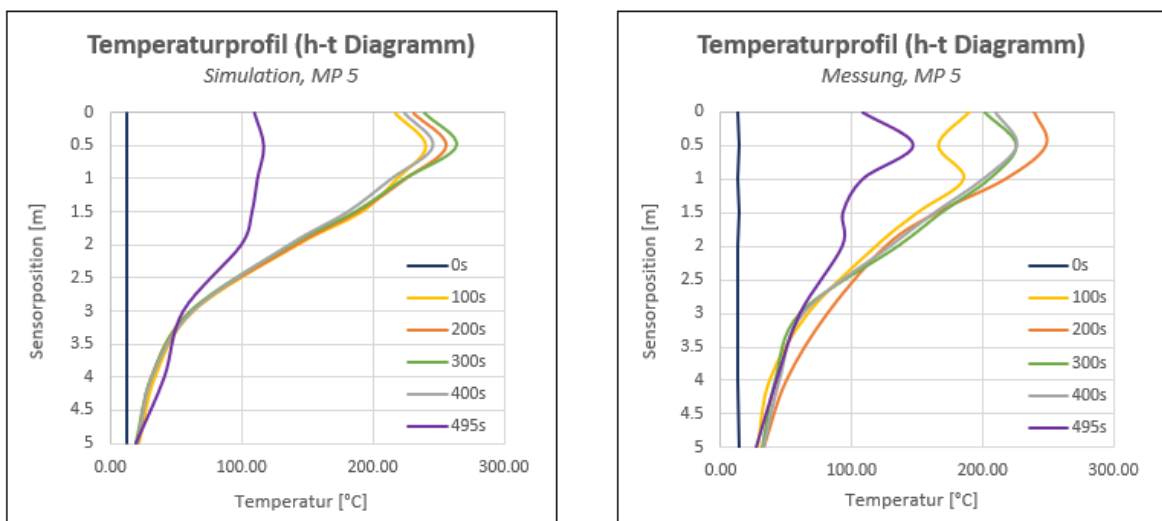 Temperaturprofil (h-t Diagramm)
Simulation, MP 5
Sensorposition [m]
0
0.5
1
1.5
2
2.5
3
3.5
4
4.5
5
0s
100s
200s
300s
400s
495s
0.00 100.00 200.00 300.00
Temperatur [°C]
Temperaturprofil (h-t Diagramm)
Messung, MP 5
Sensorposition [m]
0
0.5
1
1.5
2
2.5
3
3.5
4
4.5
5
0s
100s
200s
300s
400s
495s
0.00 100.00 200.00 300.00
Temperatur [°C]